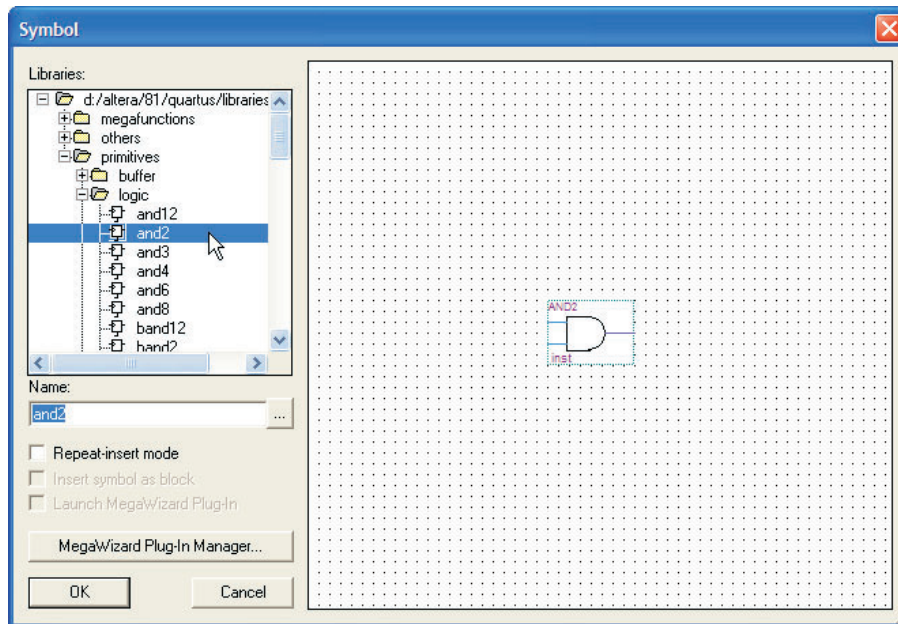 Symbol
Libraries:
d:/altera/81/quartus/libraries
megafunctions
others
primitives
buffer
logic
and12
and2
and3
and4
and6
and8
band12
band2
Name:
and2
...
Repeat-insert mode
Insert symbol as block
Launch MegaWizard Plug-In
MegaWizard Plug-In Manager...
OK
Cancel
AND2
inst